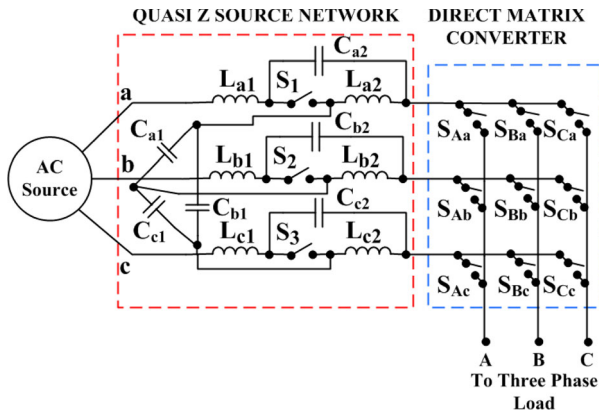 QUASI Z SOURCE NETWORK
DIRECT MATRIX
CONVERTER
Ca2
La1
S1
La2
a
Ca1
Cb2
SAa
SBa
SCa
AC
Source
b
Lb1
S2
Lb2
Cc1
Cb1
Cc2
SAb
SBb
SCb
Lc1
S3
Lc2
c
SAc
SBc
SCc
A
B
C
To Three Phase
Load